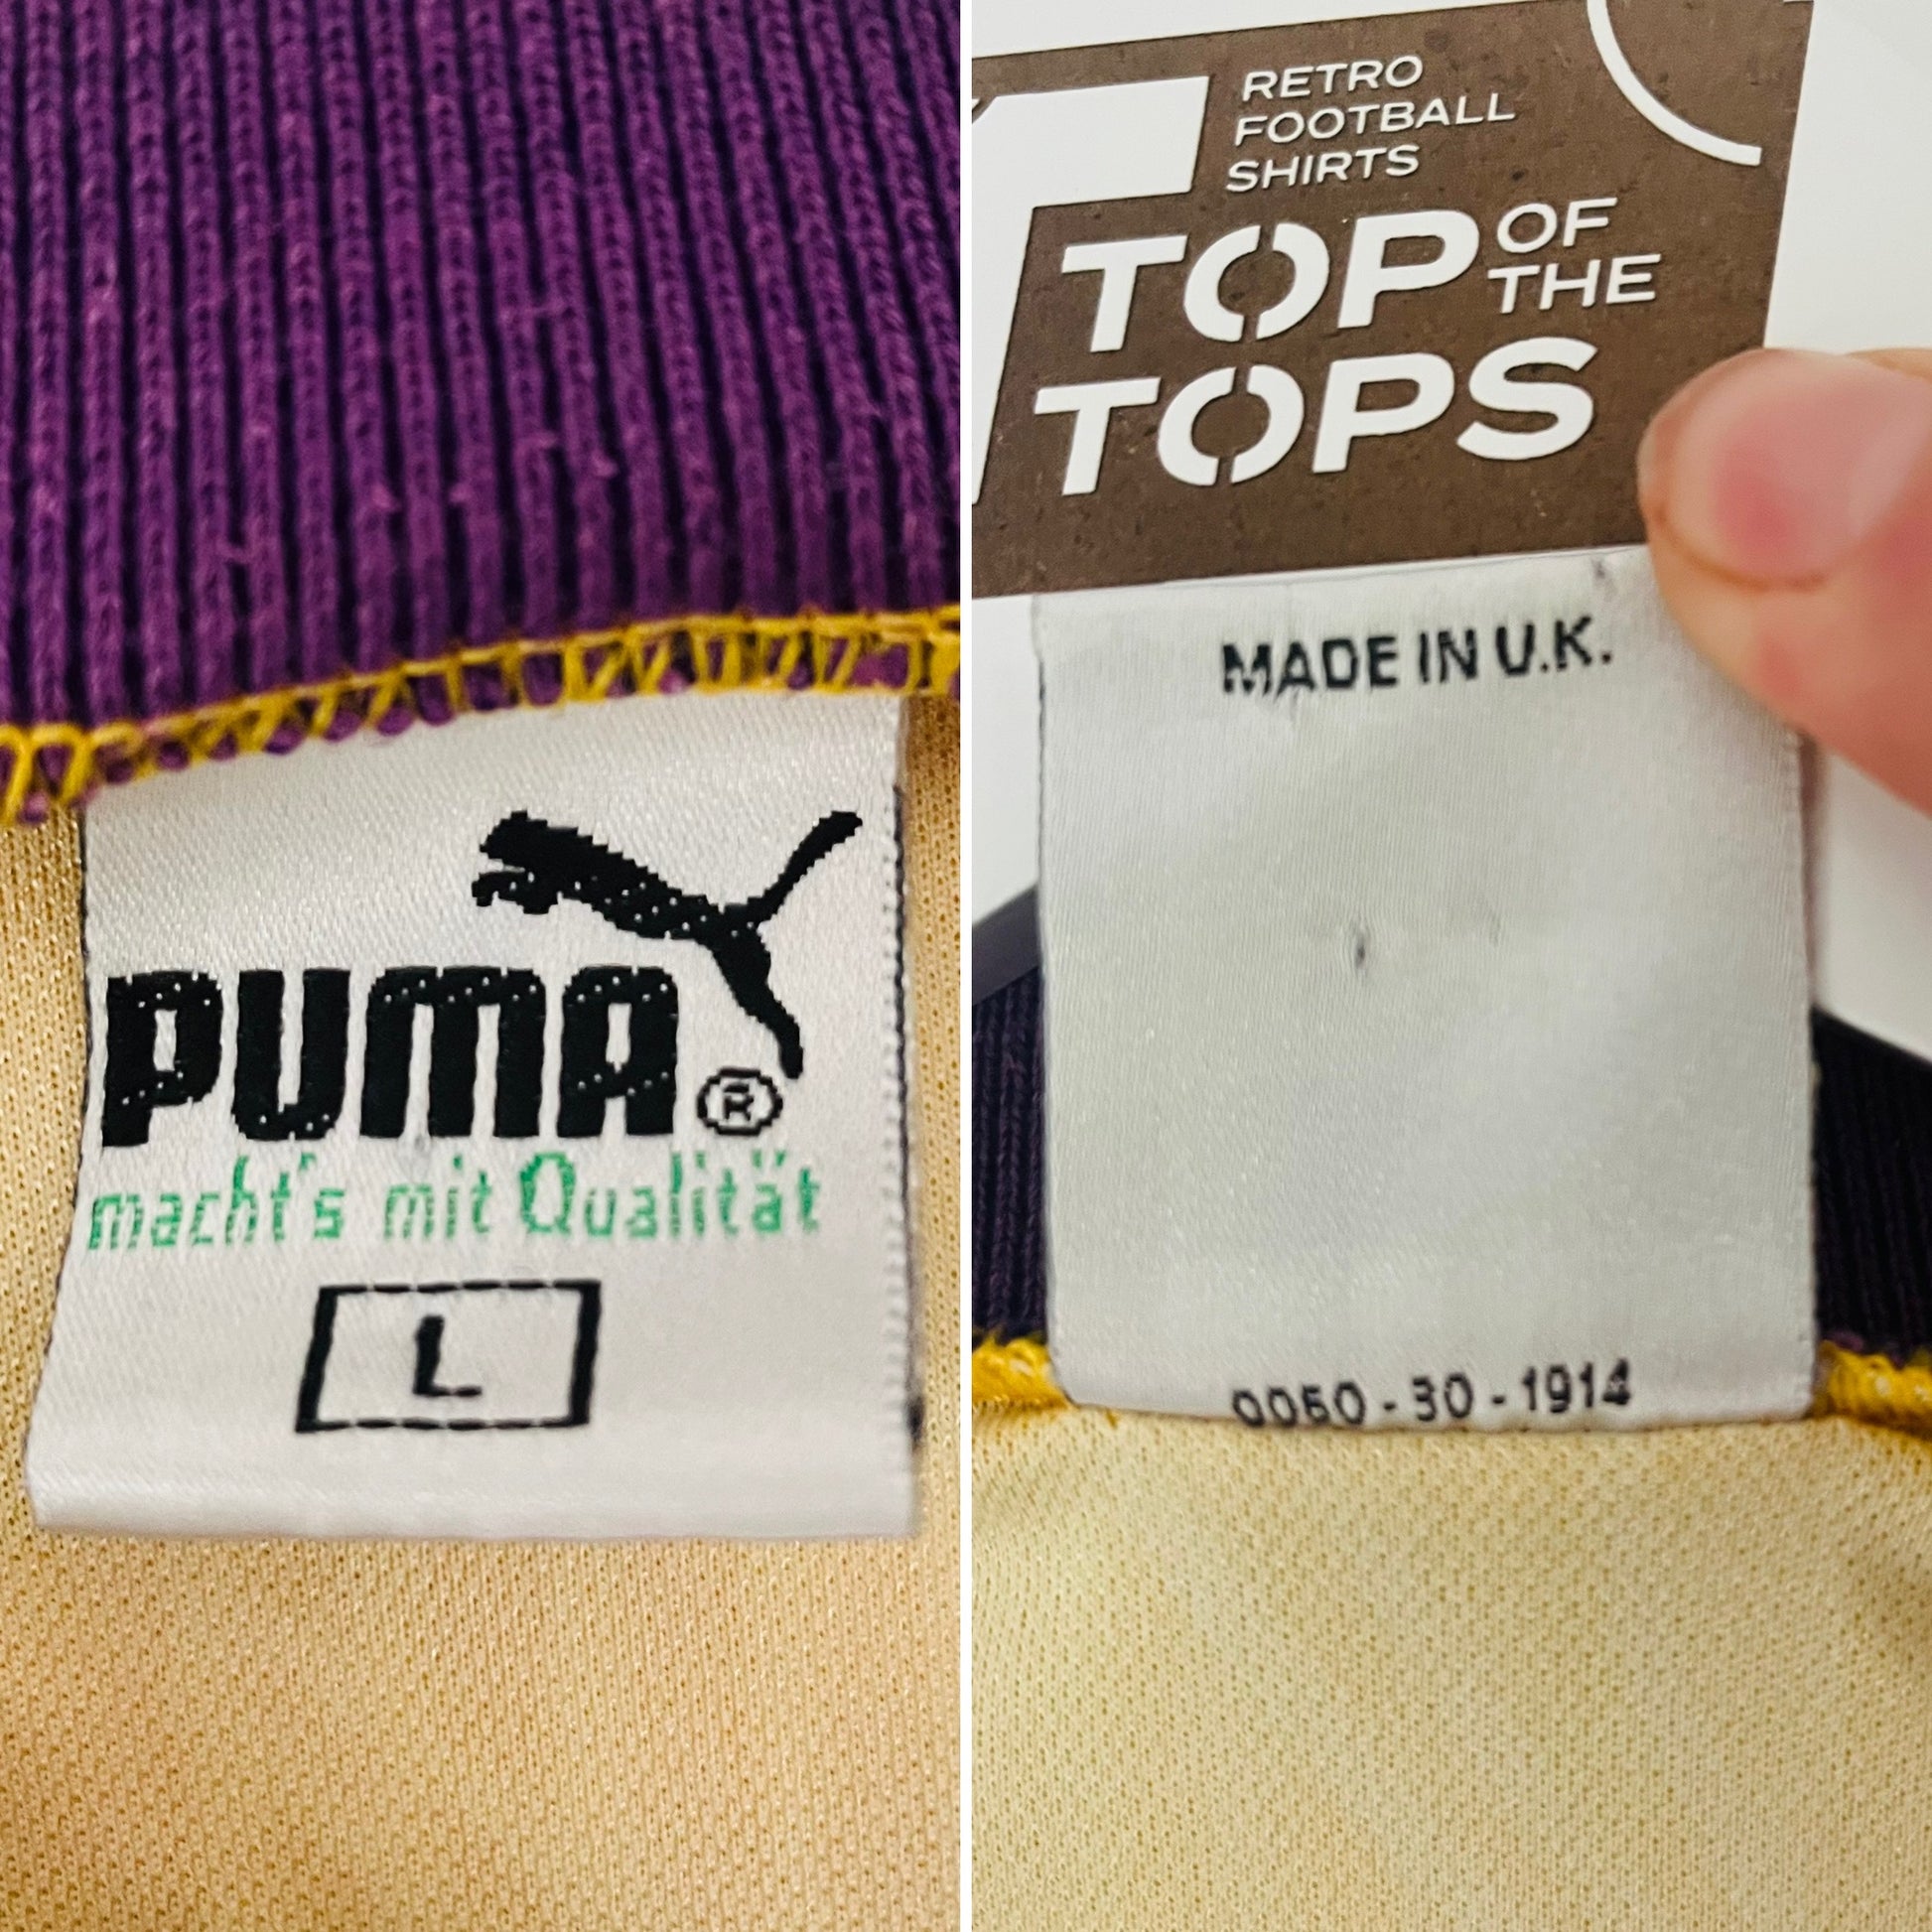 PUMA®
macht's mit Qualität
L
RETRO
FOOTBALL
SHIRTS
TOP OF
THE
TOPS
MADE IN U.K.
0050 - 30 - 1914